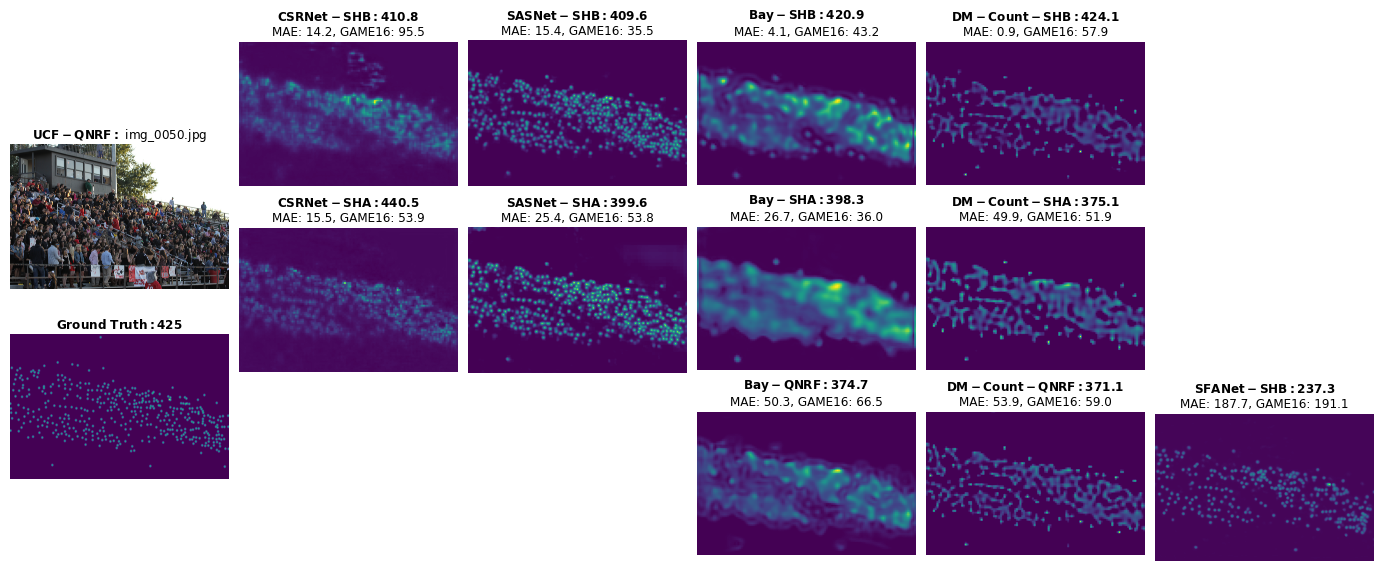 UCF − QNRF: img_0050.jpg
Ground Truth: 425
CSRNet − SHB: 410.8
MAE: 14.2, GAME16: 95.5
SASNet − SHB: 409.6
MAE: 15.4, GAME16: 35.5
Bay − SHB: 420.9
MAE: 4.1, GAME16: 43.2
DM − Count − SHB: 424.1
MAE: 0.9, GAME16: 57.9
CSRNet − SHA: 440.5
MAE: 15.5, GAME16: 53.9
SASNet − SHA: 399.6
MAE: 25.4, GAME16: 53.8
Bay − SHA: 398.3
MAE: 26.7, GAME16: 36.0
DM − Count − SHA: 375.1
MAE: 49.9, GAME16: 51.9
Bay − QNRF: 374.7
MAE: 50.3, GAME16: 66.5
DM − Count − QNRF: 371.1
MAE: 53.9, GAME16: 59.0
SFANet − SHB: 237.3
MAE: 187.7, GAME16: 191.1